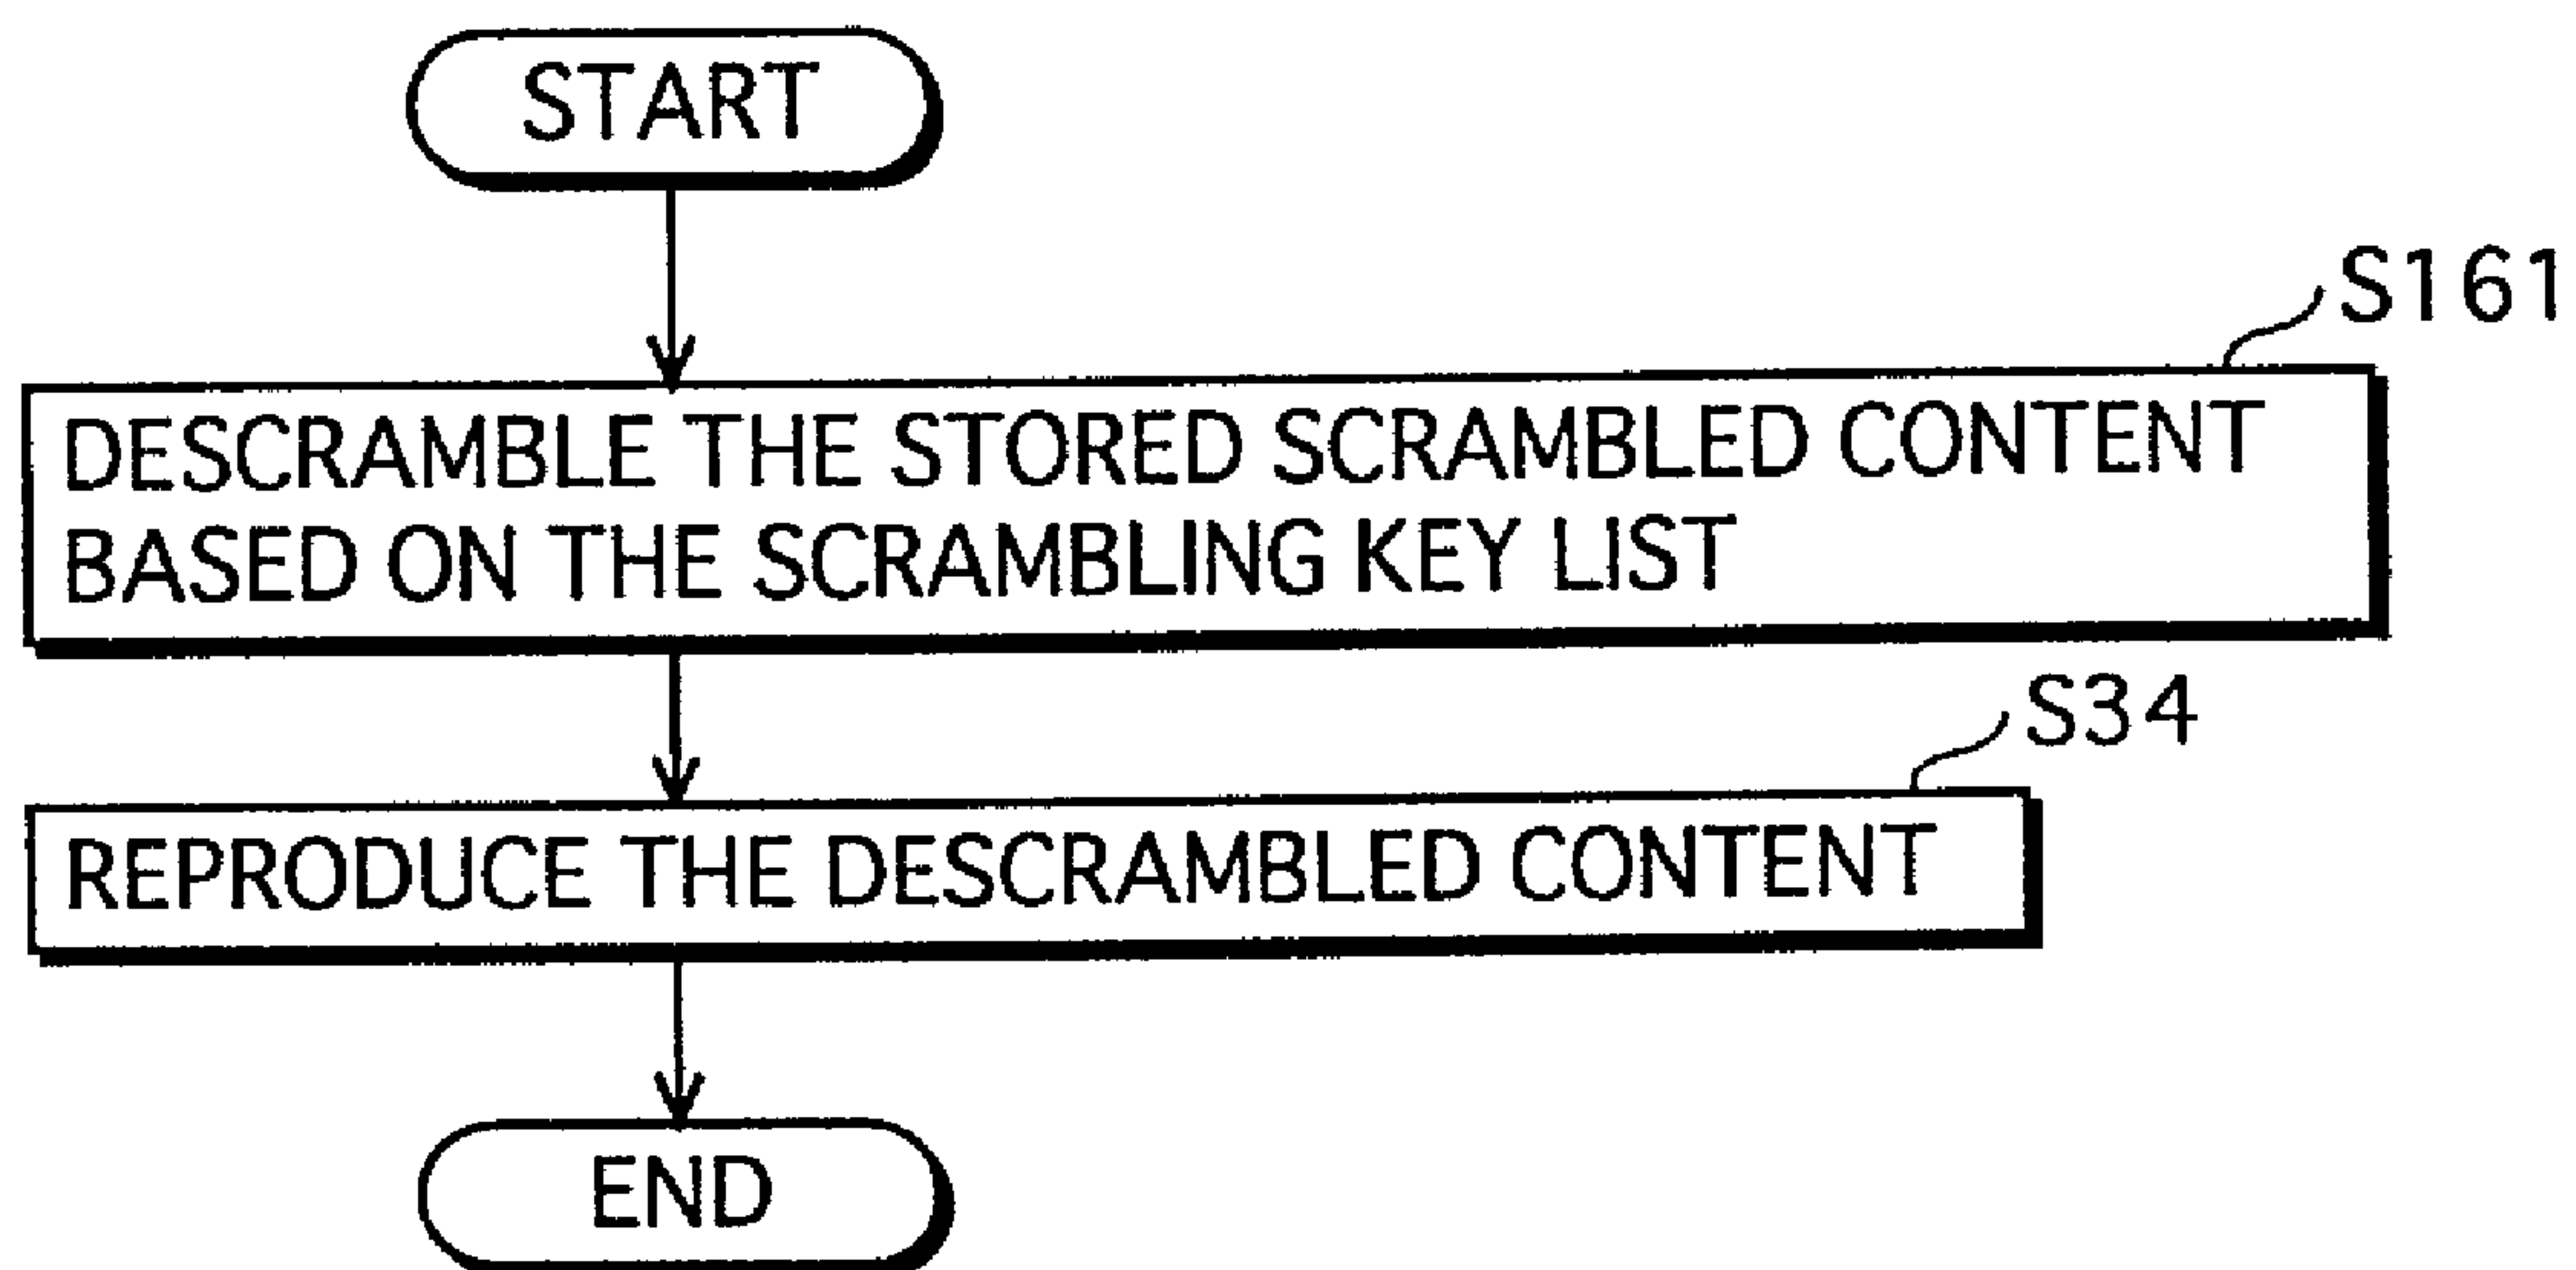 START
S161
DESCRAMBLE THE STORED SCRAMBLED CONTENT
BASED ON THE SCRAMBLING KEY LIST
S34
REPRODUCE THE DESCRAMBLED CONTENT
END